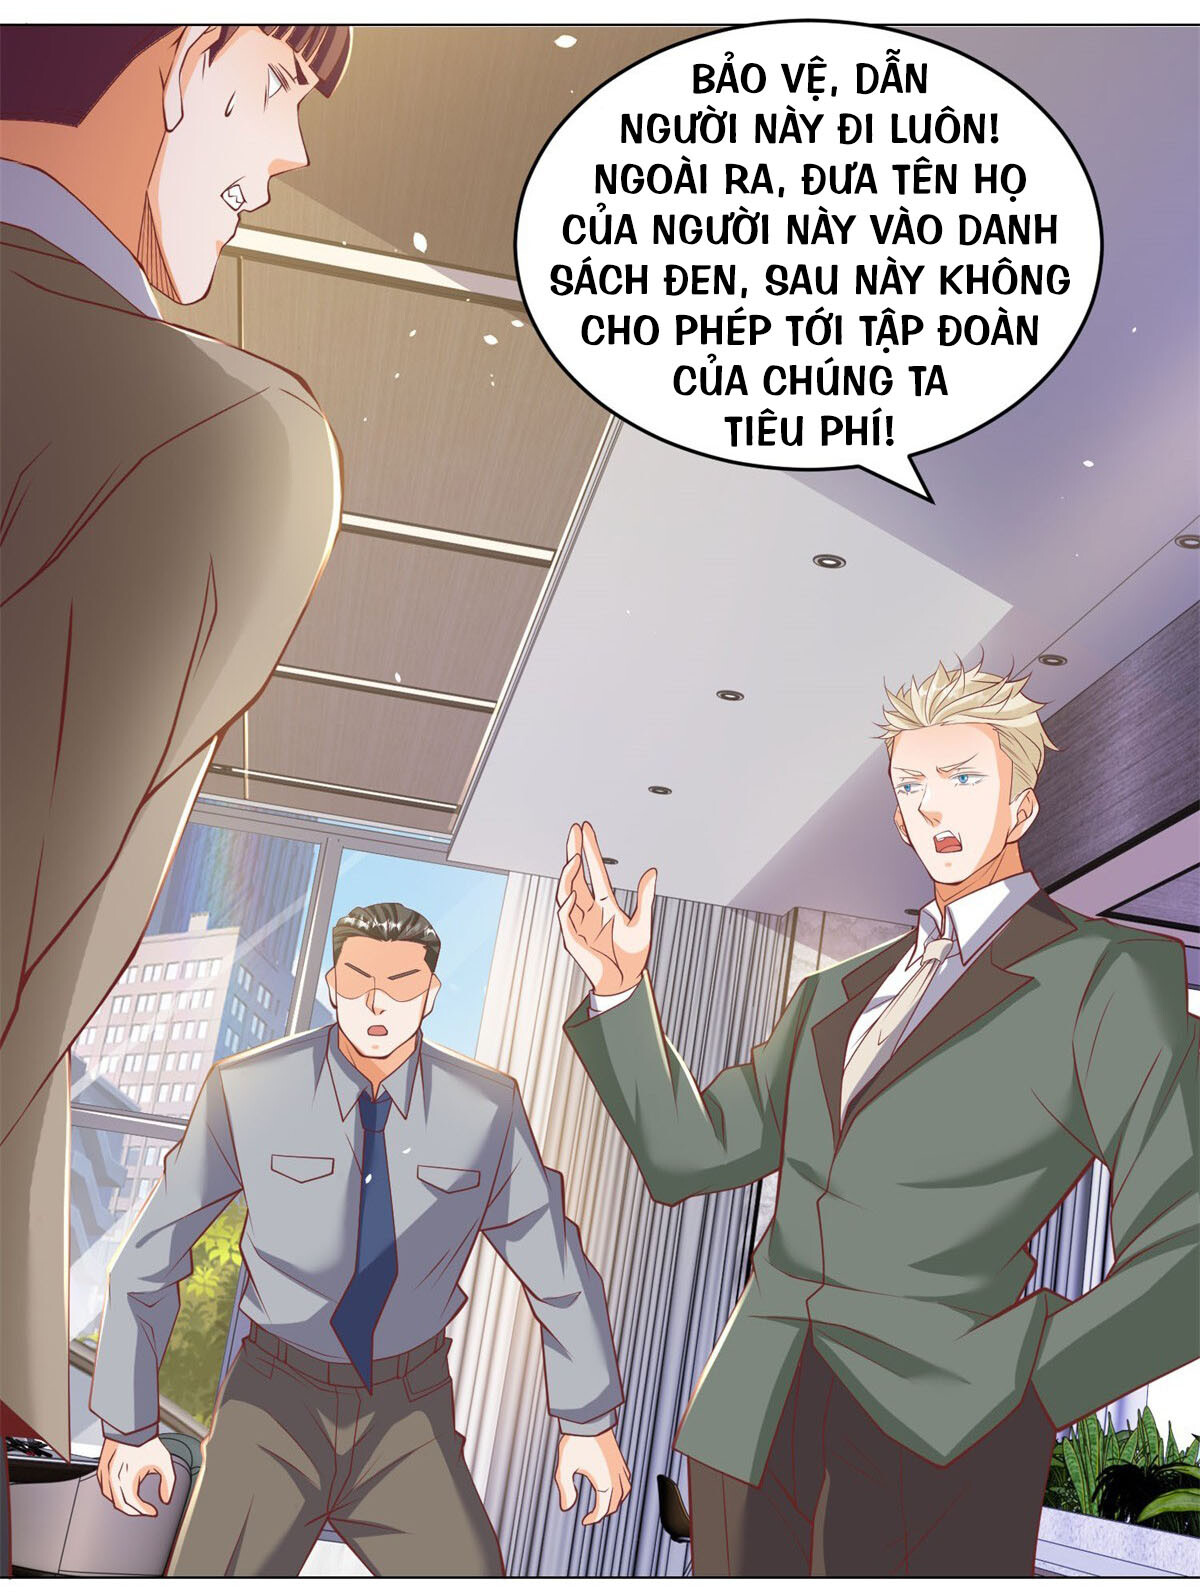 BẢO VỆ, DẪN
NGƯỜI NÀY ĐI LUÔN!
NGOÀI RA, ĐƯA TÊN HỌ
CỦA NGƯỜI NÀY VÀO DANH
SÁCH ĐEN, SAU NÀY KHÔNG
CHO PHÉP TỚI TẬP ĐOÀN
CỦA CHÚNG TA
TIÊU PHÍ!